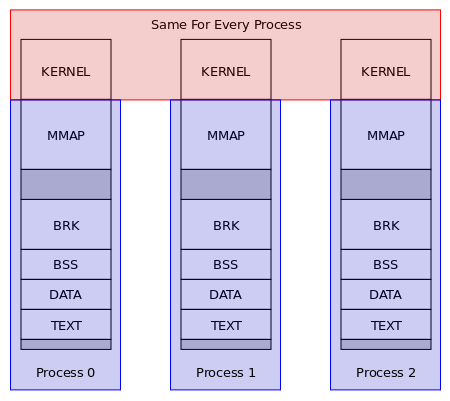 Same For Every Process
KERNEL KERNEL KERNEL
MMAP MMAP MMAP
BRK BRK BRK
BSS BSS BSS
DATA DATA DATA
TEXT TEXT TEXT
Process 0 Process 1 Process 2